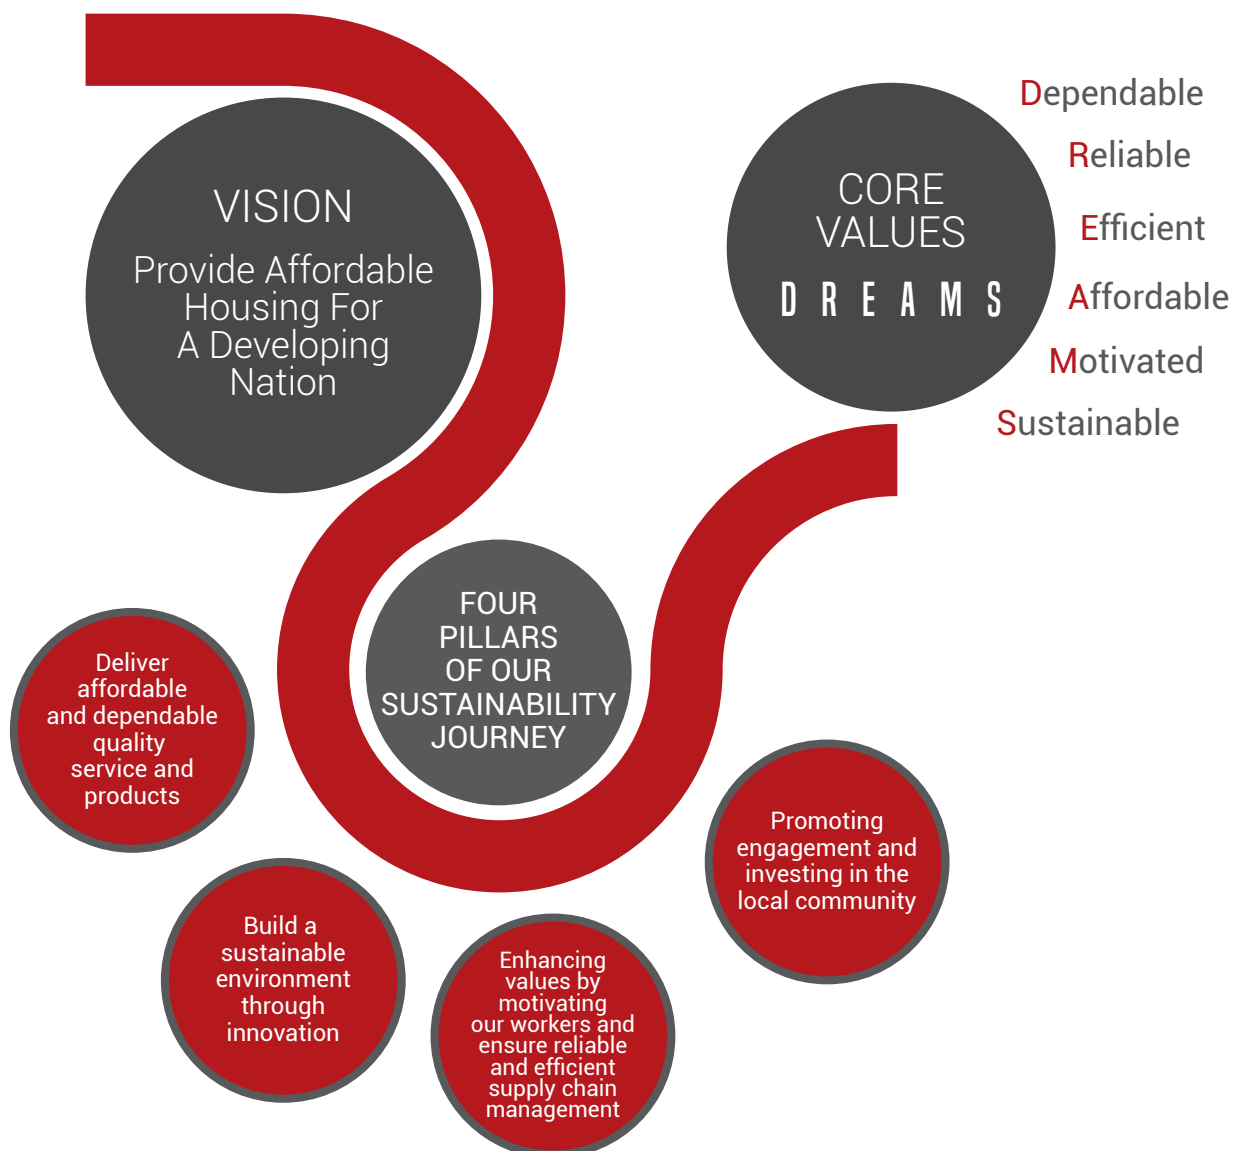 VISION
Provide Affordable
Housing For
A Developing
Nation
CORE
VALUES
D R E A M S
Dependable
Reliable
Efficient
Affordable
Motivated
Sustainable
FOUR
PILLARS
OF OUR
SUSTAINABILITY
JOURNEY
Deliver
affordable
and dependable
quality
service and
products
Build a
sustainable
environment
through
innovation
Enhancing
values by
motivating
our workers and
ensure reliable
and efficient
supply chain
management
Promoting
engagement and
investing in the
local community